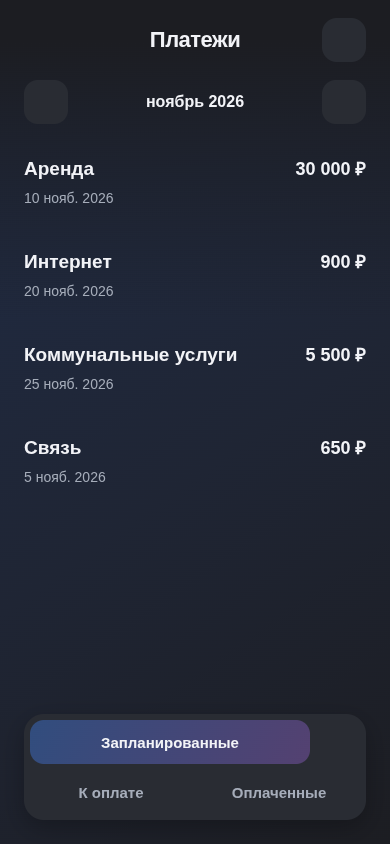 Платежи
ноябрь 2026
Аренда 30 000 ₽
10 нояб. 2026
Интернет 900 ₽
20 нояб. 2026
Коммунальные услуги 5 500 ₽
25 нояб. 2026
Связь 650 ₽
5 нояб. 2026
Запланированные
К оплате Оплаченные